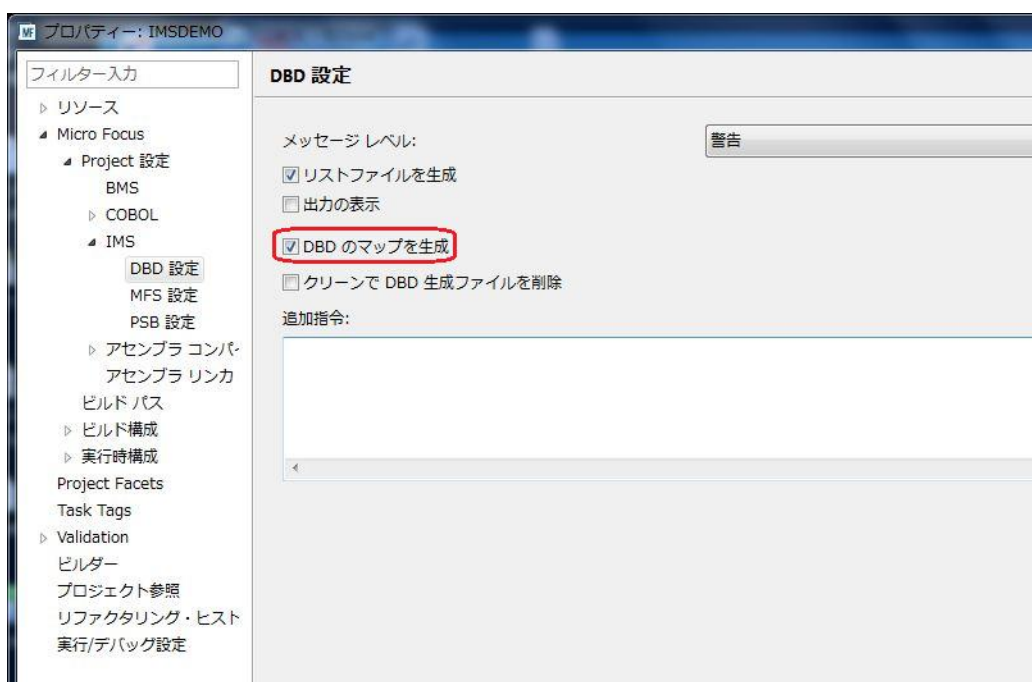 MF プロパティー: IMSDEMO
フィルター入力
リソース
Micro Focus
Project 設定
BMS
COBOL
IMS
DBD 設定
MFS 設定
PSB 設定
アセンブラ コンパイ
アセンブラ リンカ
ビルド パス
ビルド構成
実行時構成
Project Facets
Task Tags
Validation
ビルダー
プロジェクト参照
リファクタリング・ヒスト
実行/デバッグ設定
DBD 設定
メッセージ レベル:
警告
リストファイルを生成
出力の表示
DBD のマップを生成
クリーンで DBD 生成ファイルを削除
追加指令: